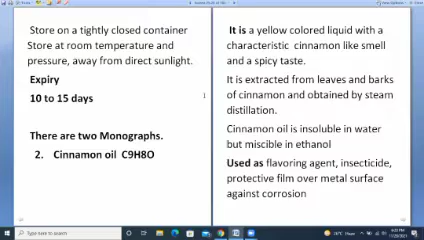 Store on a tightly closed container
Store at room temperature and
pressure, away from direct sunlight.
Expiry
10 to 15 days
There are two Monographs.
2. Cinnamon oil C9H8O
It is a yellow colored liquid with a
characteristic cinnamon like smell
and a spicy taste.
It is extracted from leaves and barks
of cinnamon and obtained by steam
distillation.
Cinnamon oil is insoluble in water
but miscible in ethanol
Used as flavoring agent, insecticide,
protective film over metal surface
against corrosion
Type here to search